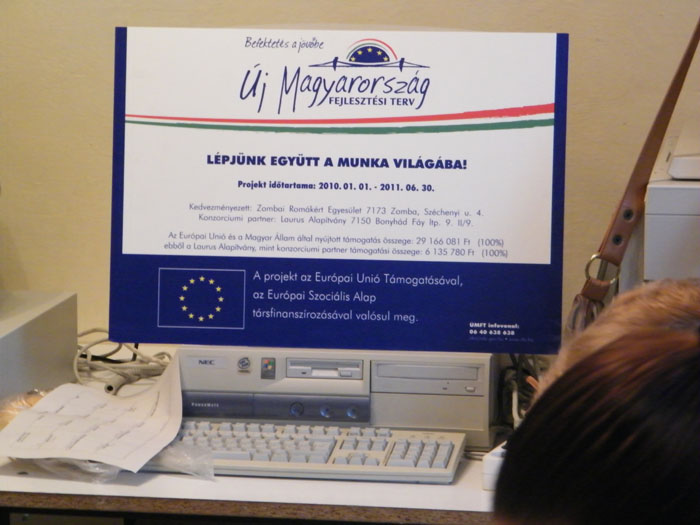 Befektetés a jövőbe
Új Magyarország
FEJLESZTÉSI TERV
LÉPJÜNK EGYÜTT A MUNKA VILÁGÁBA!
Projekt időtartama: 2010. 01. 01. - 2011. 06. 30.
Kedvezményezett: Zombai Romákért Egyesület 7173 Zomba, Széchenyi u. 4.
Konzorciumi partner: Laurus Alapítvány 7150 Bonyhád Fáy ltp. 9. II/9.
Az Európai Unió és a Magyar Állam által nyújtott támogatás összege: 29 166 081 Ft (100%)
ebből a Laurus Alapítvány, mint konzorciumi partner támogatási összege: 6 135 780 Ft (100%)
A projekt az Európai Unió Támogatásával,
az Európai Szociális Alap
társfinanszírozásával valósul meg.
ÚMFT infovonal:
06 40 638 638
NEC
POWERMATE